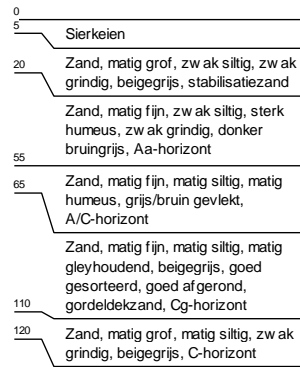 0
5
Sierkeien
20
Zand, matig grof, zwak siltig, zwak
grindig, beigegrijs, stabilisatiezand
Zand, matig fijn, zwak siltig, sterk
humeus, zwak grindig, donker
bruingrijs, Aa-horizont
55
65
Zand, matig fijn, matig siltig, matig
humeus, grijs/bruin gevlekt,
A/C-horizont
Zand, matig fijn, matig siltig, matig
gleyhoudend, beigegrijs, goed
gesorteerd, goed afgerond,
gordeldekzand, Cg-horizont
110
120
Zand, matig grof, matig siltig, zwak
grindig, beigegrijs, C-horizont